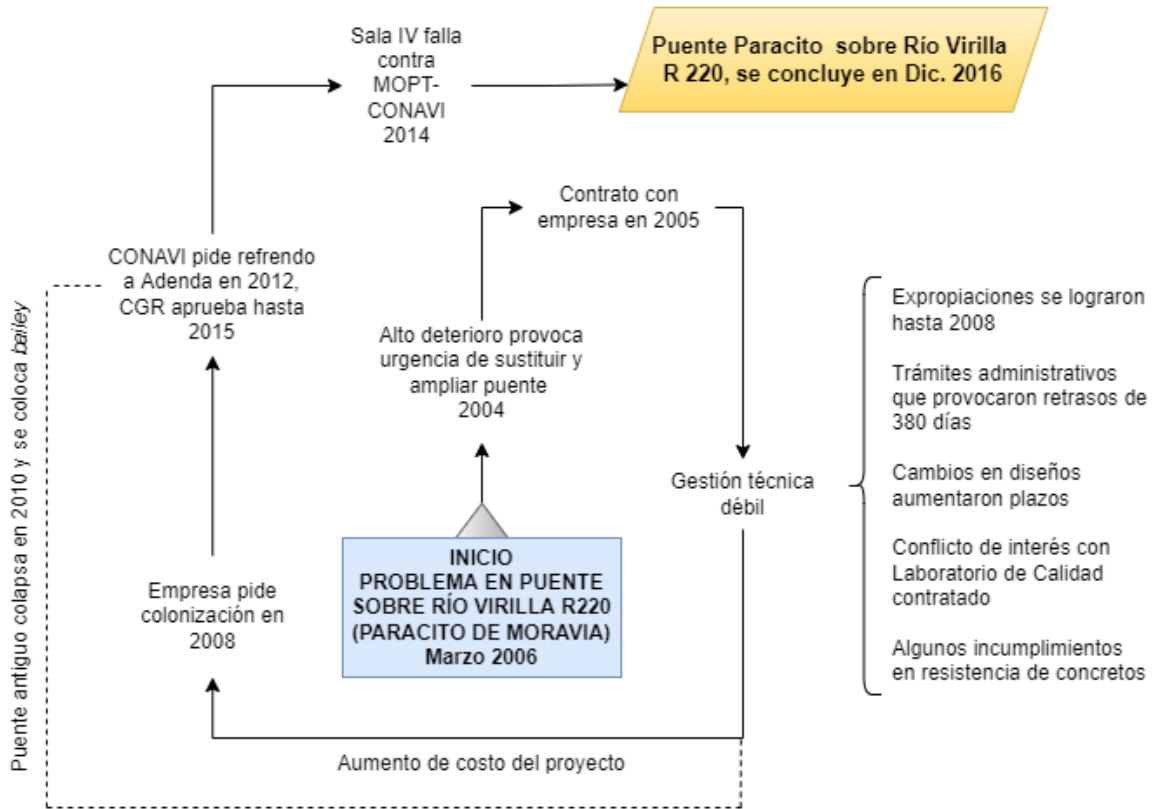 Sala IV falla
contra
MOPT-
CONAVI
2014
Puente Paracito sobre Río Virilla
R 220, se concluye en Dic. 2016
Contrato con
empresa en 2005
CONAVI pide refrendo
a Adenda en 2012,
CGR aprueba hasta
2015
Alto deterioro provoca
urgencia de sustituir y
ampliar puente
2004
Gestión técnica
débil
Expropiaciones se lograron
hasta 2008
Trámites administrativos
que provocaron retrasos de
380 días
Cambios en diseños
aumentaron plazos
Conflicto de interés con
Laboratorio de Calidad
contratado
Algunos incumplimientos
en resistencia de concretos
INICIO
PROBLEMA EN PUENTE
SOBRE RÍO VIRILLA R220
(PARACITO DE MORAVIA)
Marzo 2006
Empresa pide
colonización en
2008
Aumento de costo del proyecto
Puente antiguo colapsa en 2010 y se coloca bailey